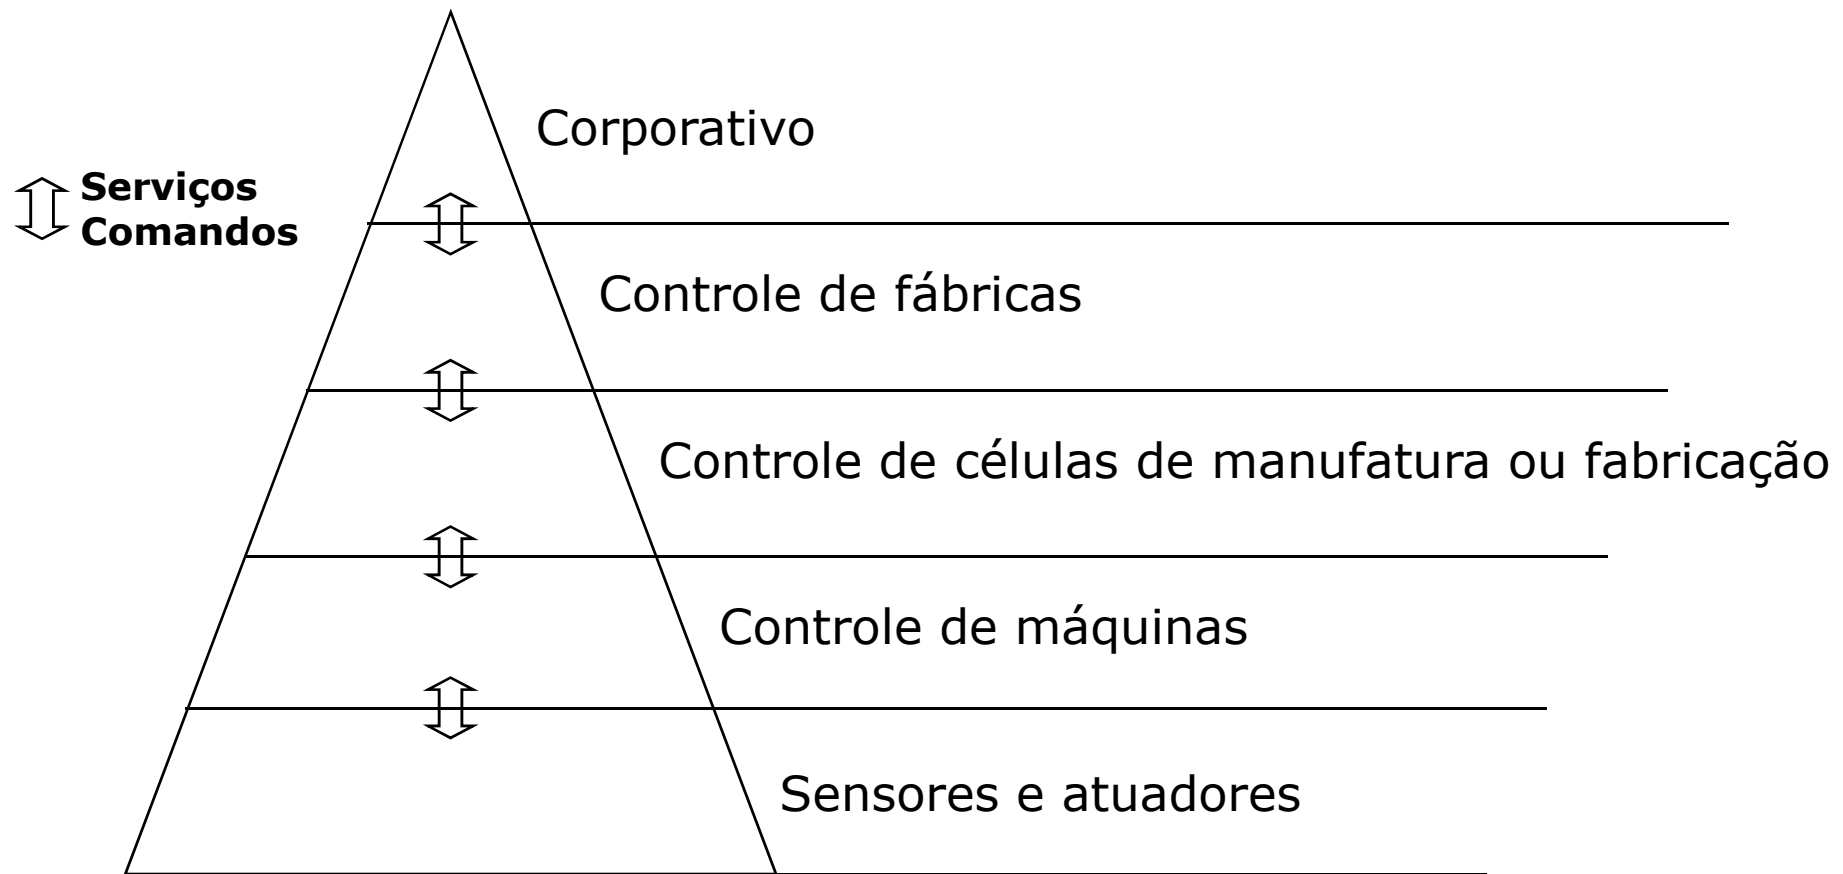 Corporativo
Serviços
Comandos
Controle de fábricas
Controle de células de manufatura ou fabricação
Controle de máquinas
Sensores e atuadores